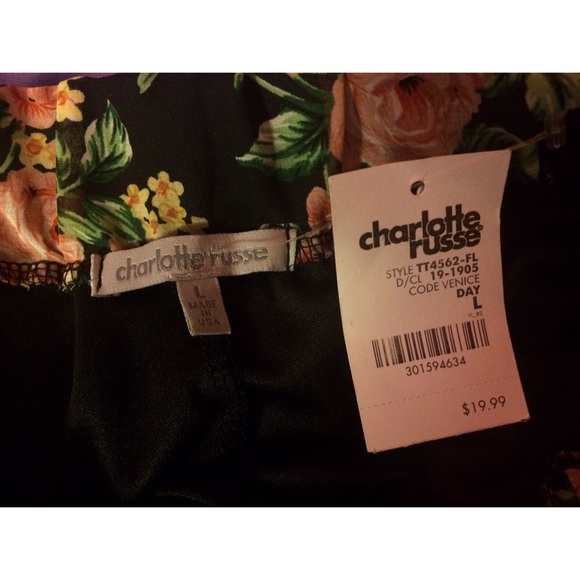 charlotte russe
L
MADE
IN
USA
charlotte
russe®
STYLE TT4562-FL
D/CL 19-1905
CODE VENICE
DAY
L
301594634
$19.99